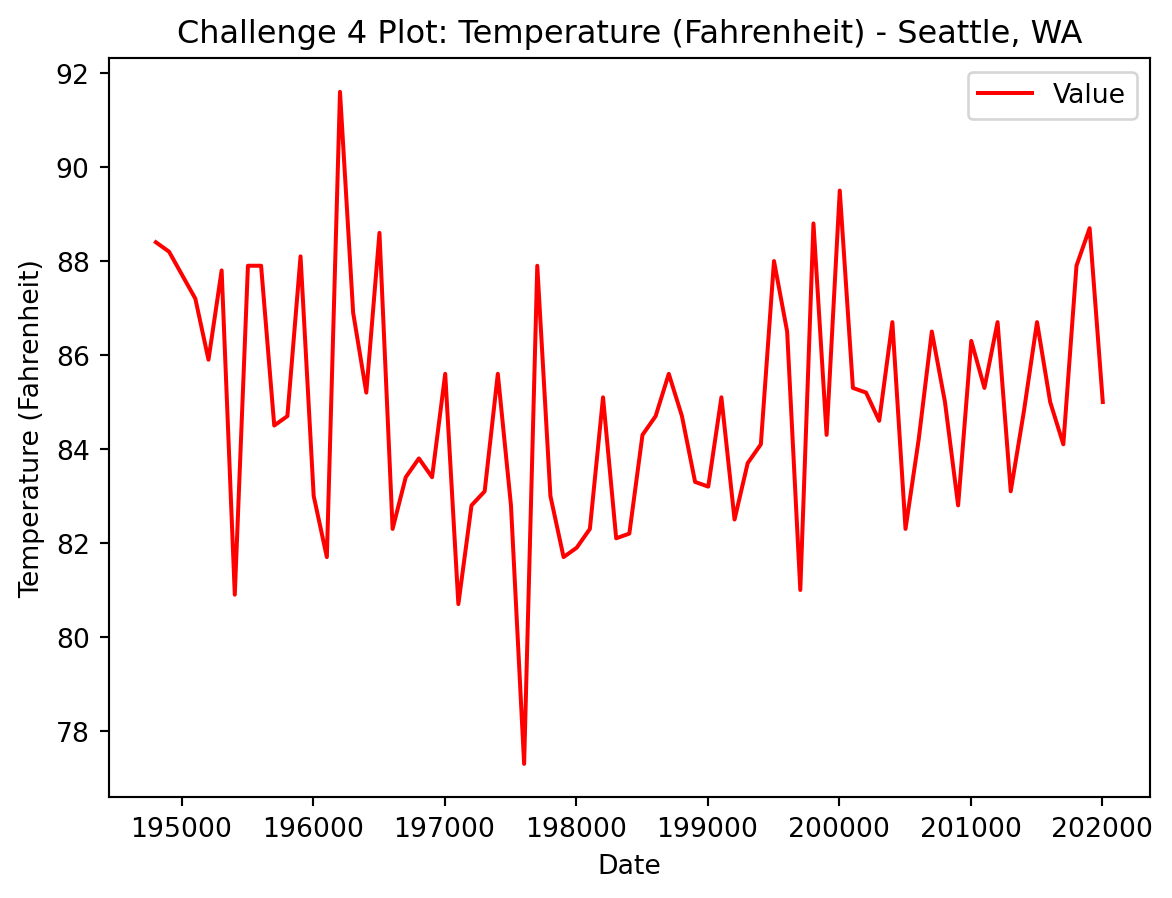 Challenge 4 Plot: Temperature (Fahrenheit) - Seattle, WA
Value
92
90
88
86
84
82
80
78
Temperature (Fahrenheit)
195000 196000 197000 198000 199000 200000 201000 202000
Date